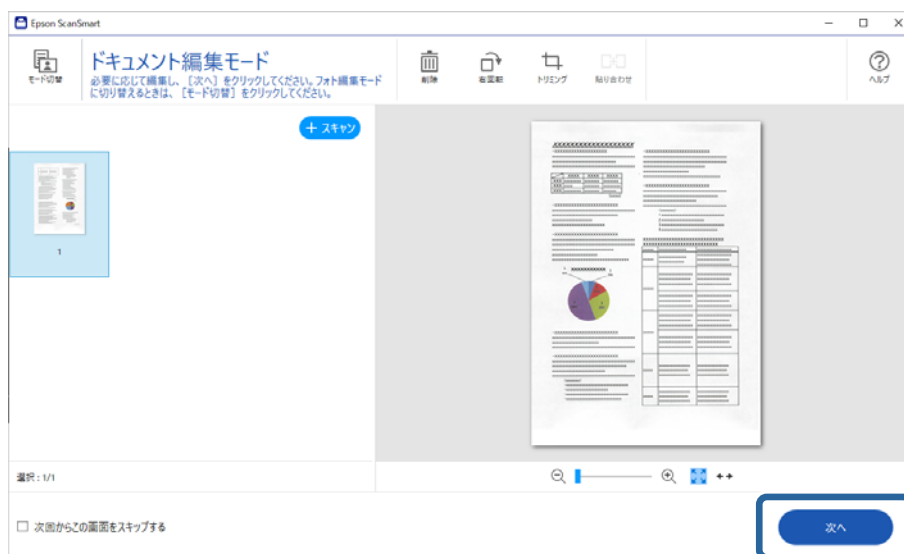 Epson ScanSmart
モード切替
ドキュメント編集モード
必要に応じて編集し、［次へ］をクリックしてください。フォト編集モード
に切り替えるときは、［モード切替］をクリックしてください。
削除
右回転
トリミング
貼り合わせ
ヘルプ
+ スキャン
1
選択 : 1/1
次回からこの画面をスキップする
次へ